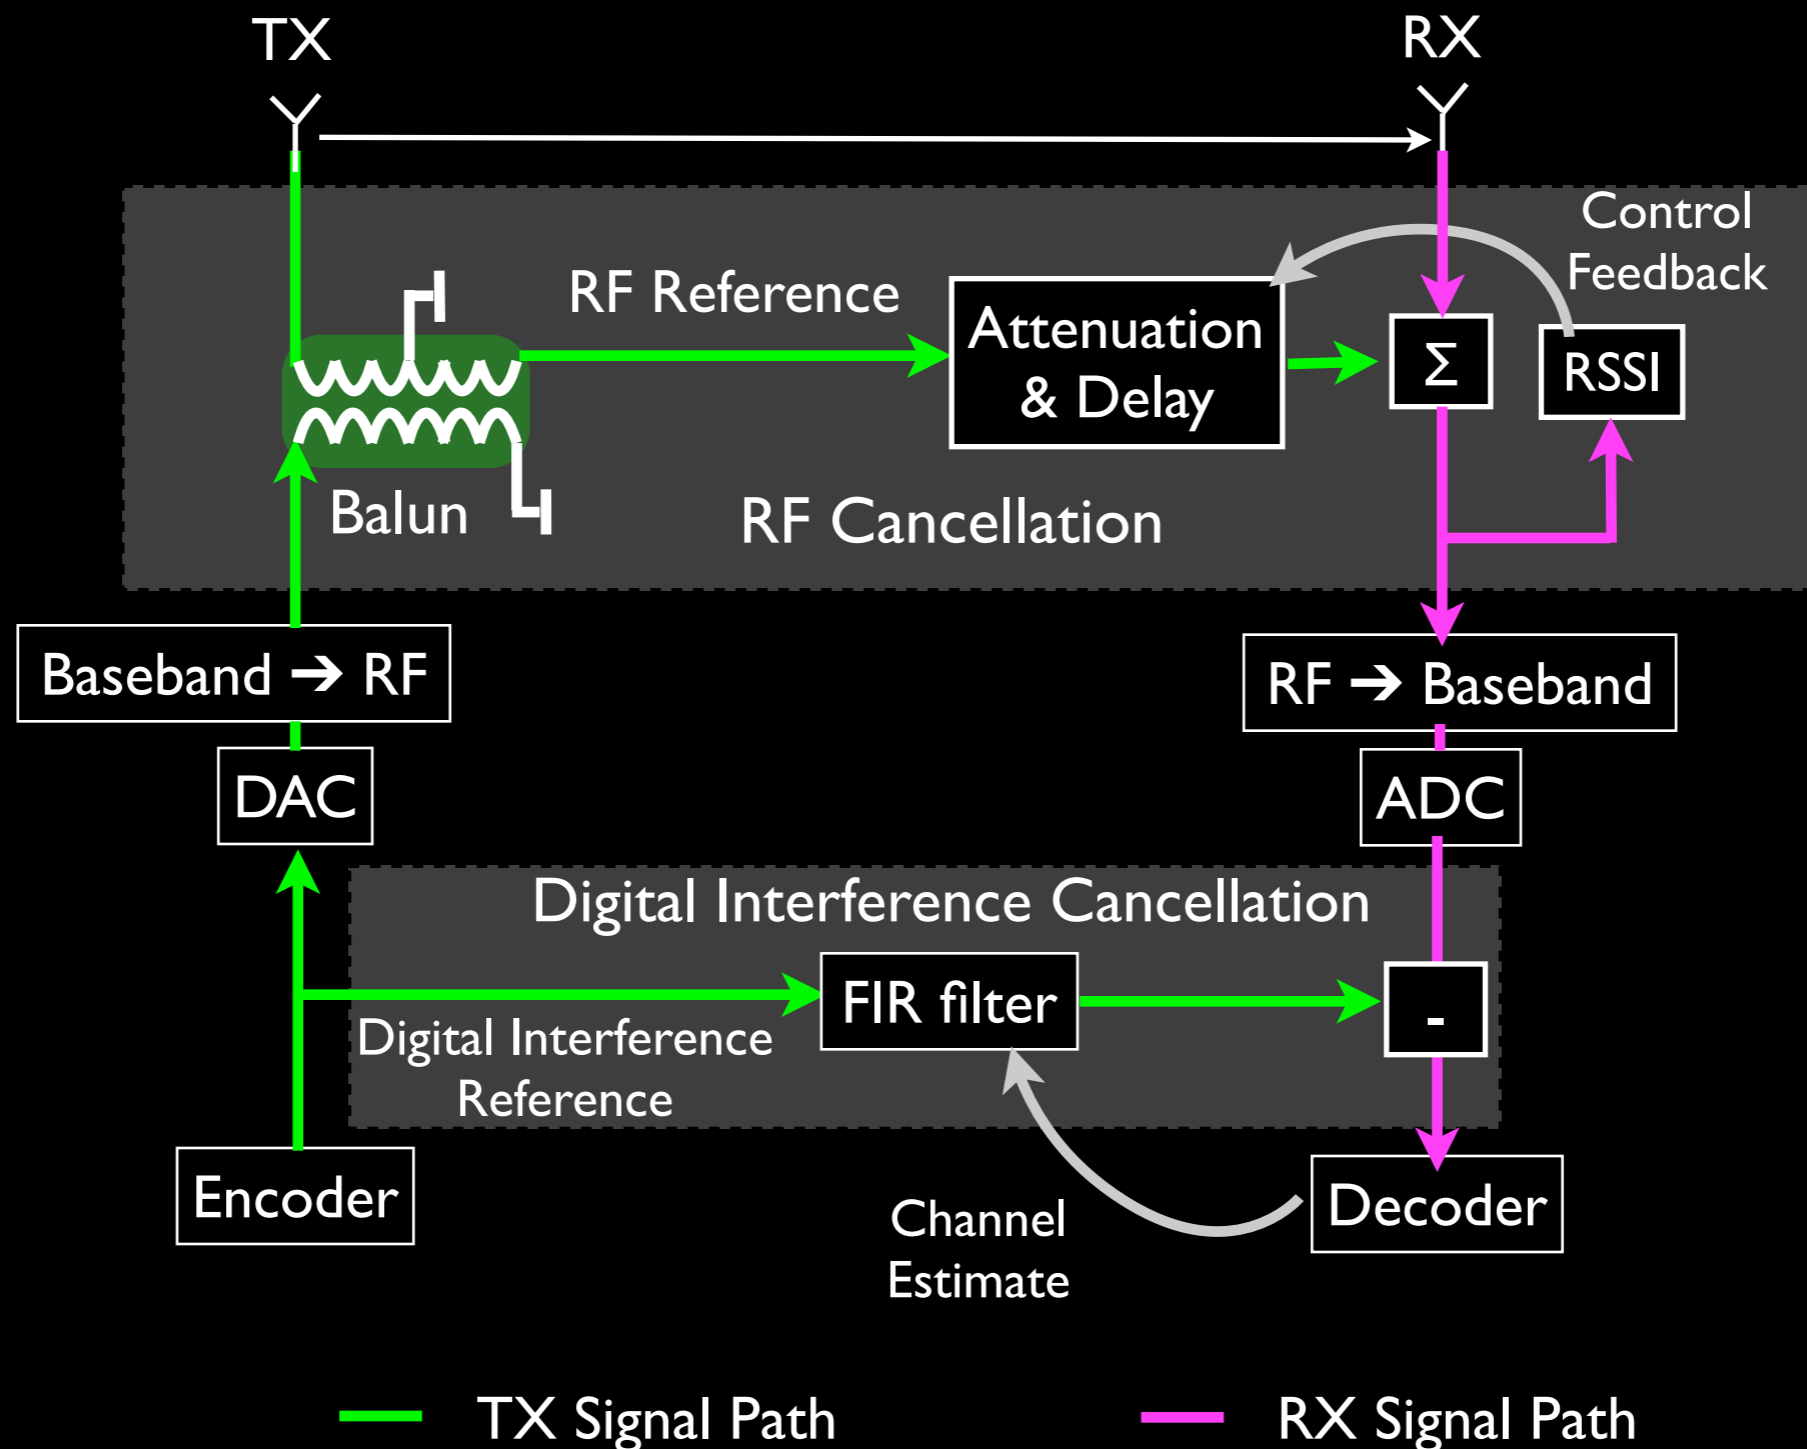 TX
RX
Control
Feedback
RF Reference
Attenuation
& Delay
Σ
RSSI
Balun
RF Cancellation
Baseband ➔ RF
RF ➔ Baseband
DAC
ADC
Digital Interference Cancellation
FIR filter
-
Digital Interference
Reference
Encoder
Decoder
Channel
Estimate
TX Signal Path
RX Signal Path